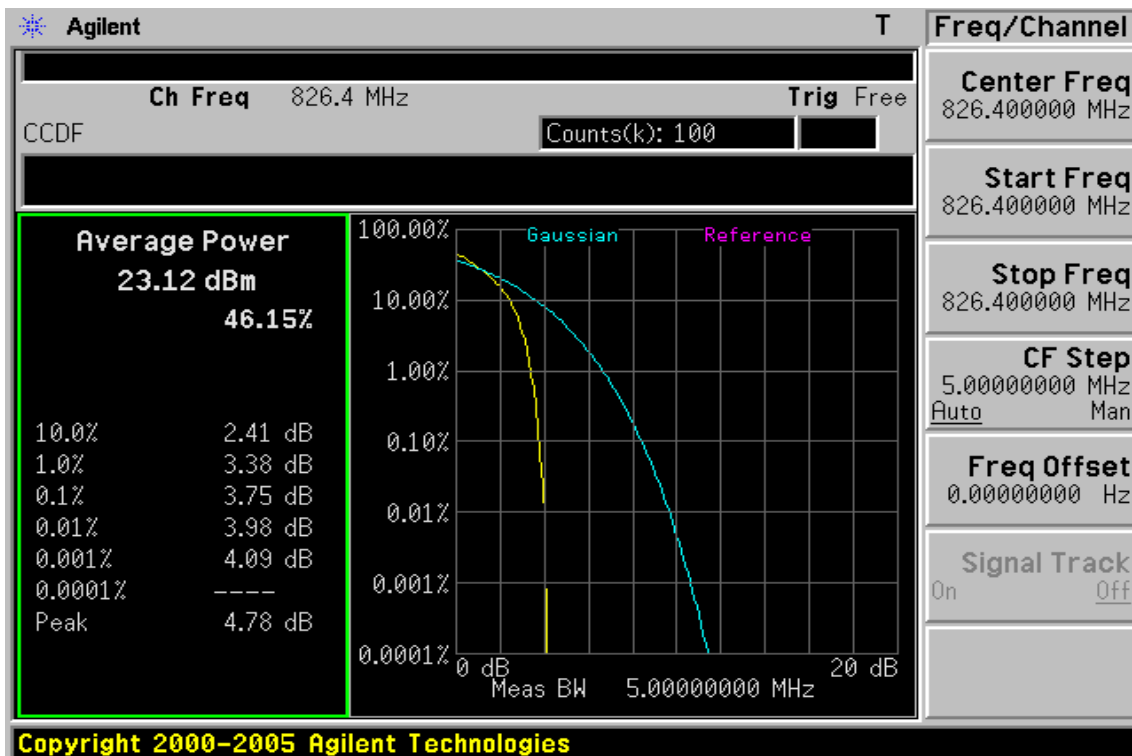 Agilent T
Ch Freq 826.4 MHz Trig Free
CCDF Counts(k): 100
Average Power
23.12 dBm
46.15%
10.0% 2.41 dB
1.0% 3.38 dB
0.1% 3.75 dB
0.01% 3.98 dB
0.001% 4.09 dB
0.0001% ----
Peak 4.78 dB
Gaussian Reference
100.00%
10.00%
1.00%
0.10%
0.01%
0.001%
0.0001%
0 dB 20 dB
Meas BW 5.00000000 MHz
Freq/Channel
Center Freq
826.400000 MHz
Start Freq
826.400000 MHz
Stop Freq
826.400000 MHz
CF Step
5.00000000 MHz
Auto Man
Freq Offset
0.00000000 Hz
Signal Track
On Off
Copyright 2000-2005 Agilent Technologies